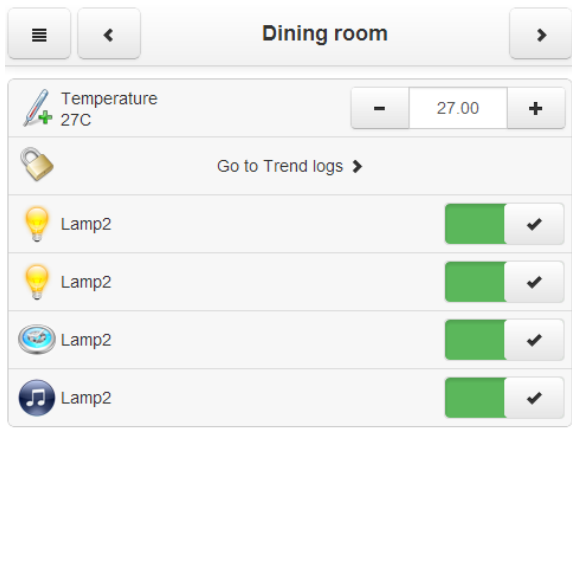 Dining room
Temperature
27C
27.00
Go to Trend logs
Lamp2
Lamp2
Lamp2
Lamp2